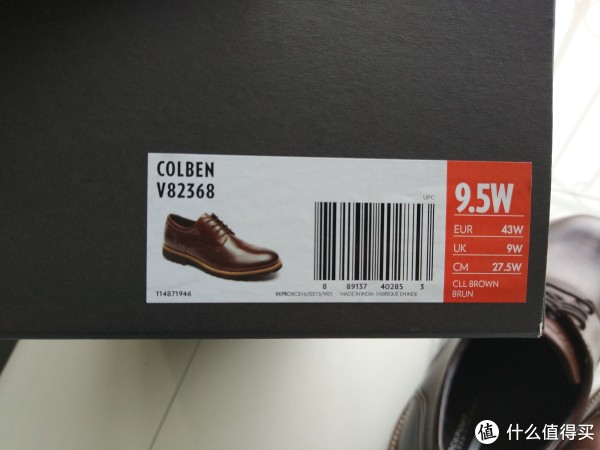 COLBEN
V82368
UPC
8 89137 40285 3
114871946
MADE IN INDIA FABRIQUÉ EN INDE
9.5W
EUR 43W
UK 9W
CM 27.5W
CLL BROWN
BRUN
值 什么值得买